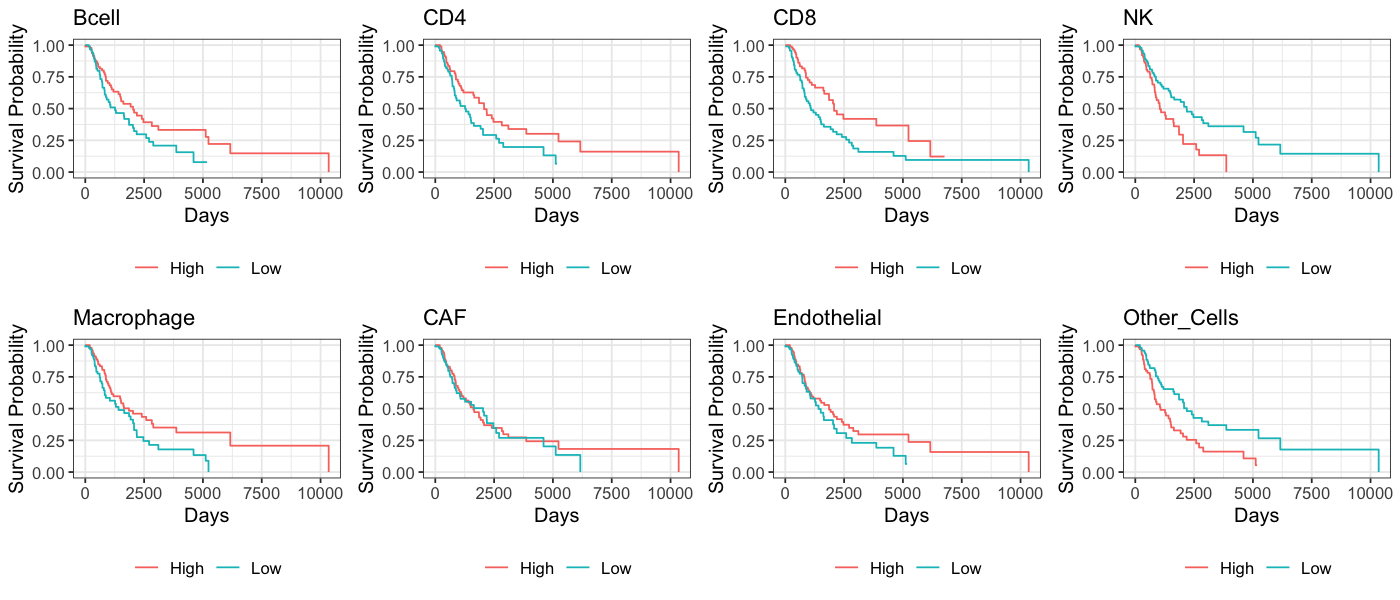 Bcell CD4 CD8 NK
Survival Probability Survival Probability Survival Probability Survival Probability
1.00 1.00 1.00 1.00
0.75 0.75 0.75 0.75
0.50 0.50 0.50 0.50
0.25 0.25 0.25 0.25
0.00 0.00 0.00 0.00
0 2500 5000 7500 10000 0 2500 5000 7500 10000 0 2500 5000 7500 10000 0 2500 5000 7500 10000
Days Days Days Days
High Low High Low High Low High Low
Macrophage CAF Endothelial Other_Cells
Survival Probability Survival Probability Survival Probability Survival Probability
1.00 1.00 1.00 1.00
0.75 0.75 0.75 0.75
0.50 0.50 0.50 0.50
0.25 0.25 0.25 0.25
0.00 0.00 0.00 0.00
0 2500 5000 7500 10000 0 2500 5000 7500 10000 0 2500 5000 7500 10000 0 2500 5000 7500 10000
Days Days Days Days
High Low High Low High Low High Low